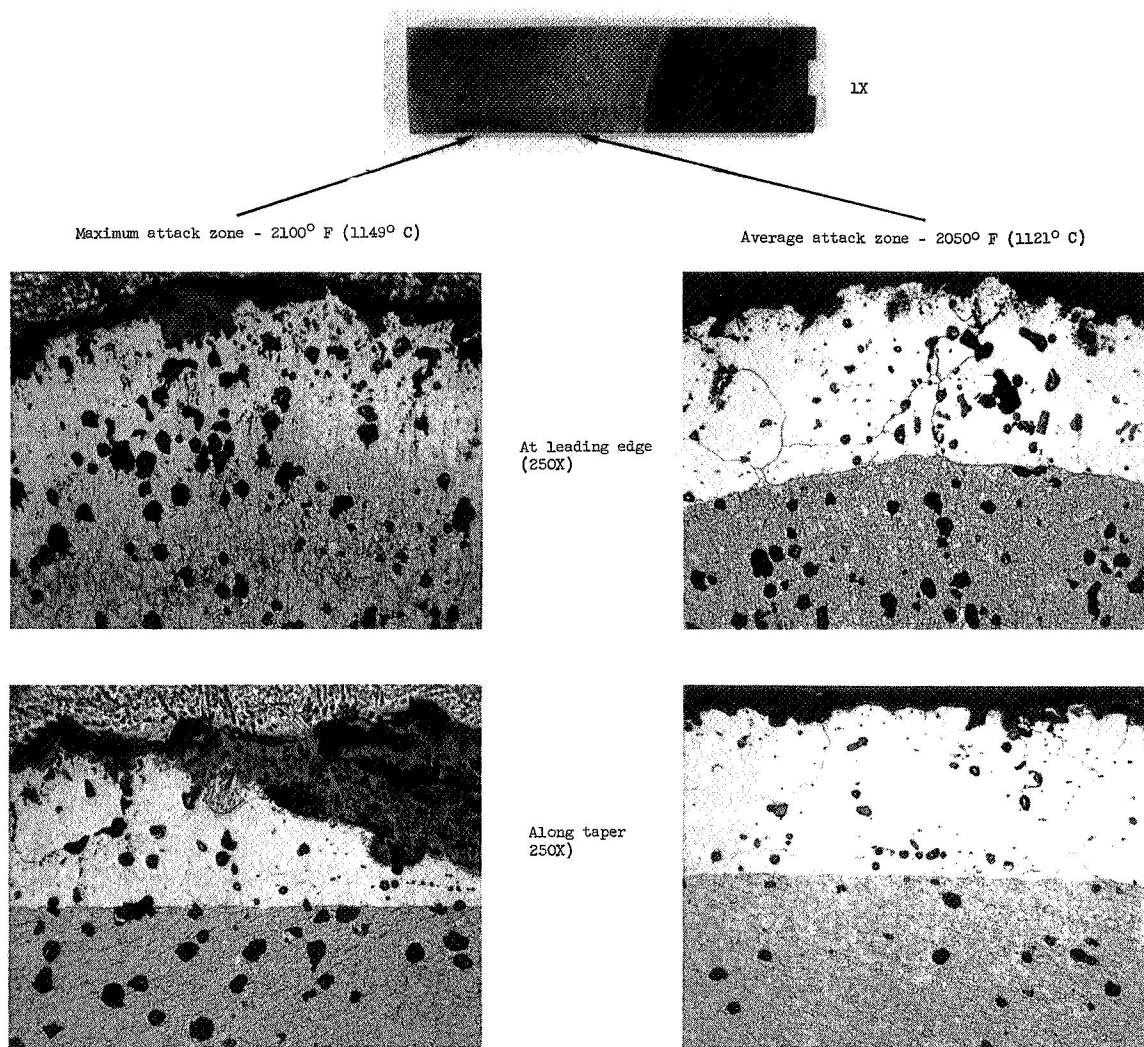 1X
Maximum attack zone - 2100° F (1149° C)
Average attack zone - 2050° F (1121° C)
At leading edge
(250X)
Along taper
250X)